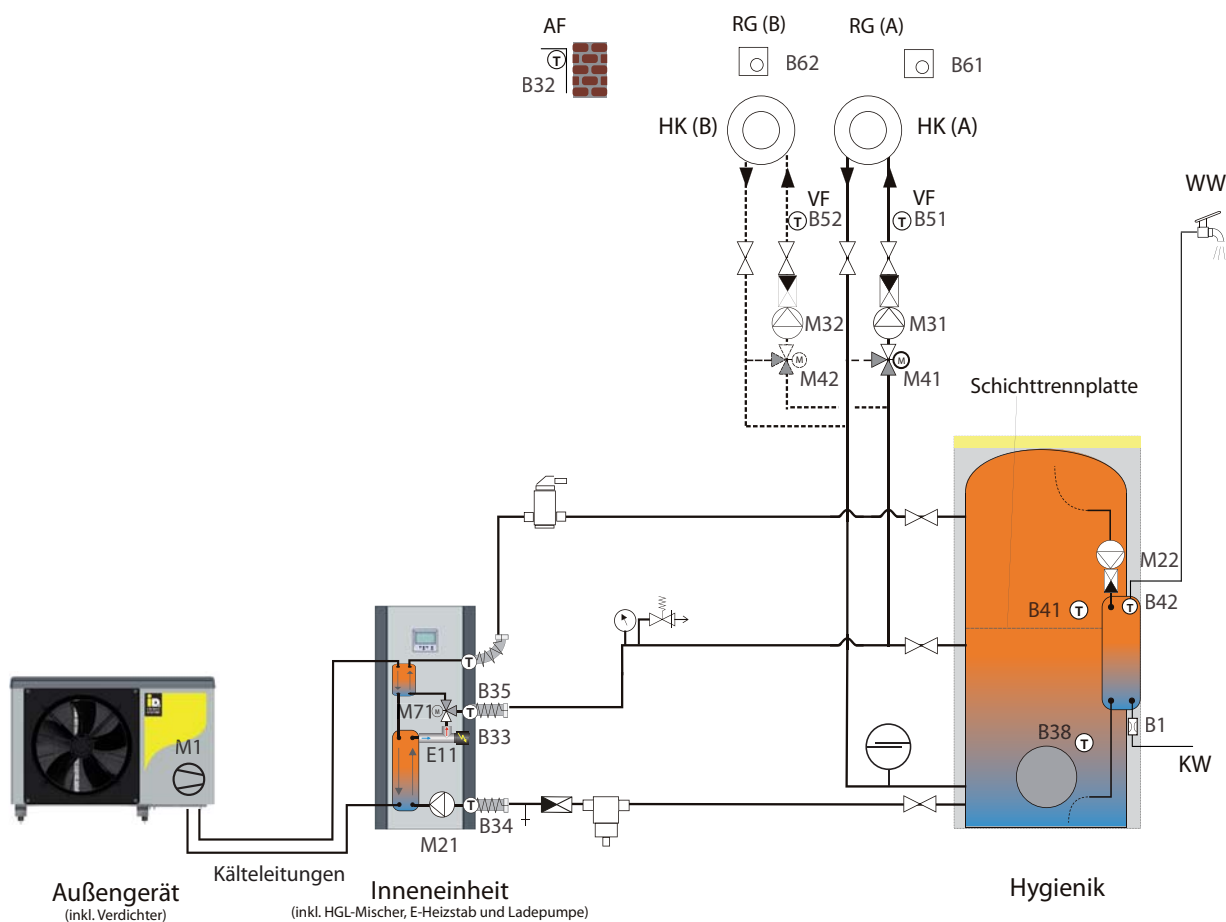 AF
RG (B)
RG (A)
B32
B62
B61
HK (B)
HK (A)
WW
VF
B52
VF
B51
M32
M31
M
M
M42
M41
Schichttrennplatte
M22
B41
B42
T
T
T
T
T
T
T
T
T
B35
M71
M
B33
E11
B1
B38
KW
M1
B34
M21
Kälteleitungen
Außengerät
(inkl. Verdichter)
Inneneinheit
(inkl. HGL-Mischer, E-Heizstab und Ladepumpe)
Hygienik